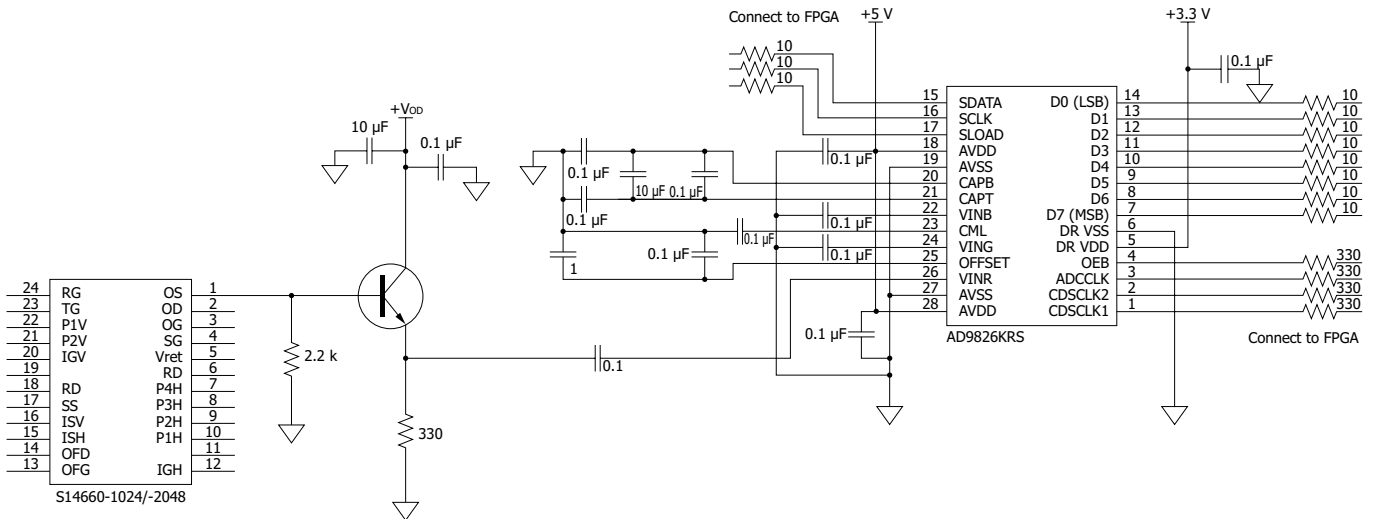 Connect to FPGA
+5 V
+3.3 V
10
10
10
0.1 µF
15 SDATA
16 SCLK
17 SLOAD
18 AVDD
19 AVSS
20 CAPB
21 CAPT
22 VINB
23 CML
24 VING
25 OFFSET
26 VINR
27 AVSS
28 AVDD
D0 (LSB) 14 10
D1 13 10
D2 12 10
D3 11 10
D4 10 10
D5 9 10
D6 8 10
D7 (MSB) 7 10
DR VSS 6
DR VDD 5
OEB 4 330
ADCCLK 3 330
CDSCLK2 2 330
CDSCLK1 1 330
AD9826KRS
Connect to FPGA
+VOD
10 µF
0.1 µF
0.1 µF
0.1 µF
10 µF
0.1 µF
0.1 µF
0.1 µF
0.1 µF
0.1 µF
0.1 µF
1
0.1 µF
0.1
24 RG
23 TG
22 P1V
21 P2V
20 IGV
19
18 RD
17 SS
16 ISV
15 ISH
14 OFD
13 OFG
OS 1
OD 2
OG 3
SG 4
Vret 5
RD 6
P4H 7
P3H 8
P2H 9
P1H 10
11
IGH 12
S14660-1024/-2048
2.2 k
330